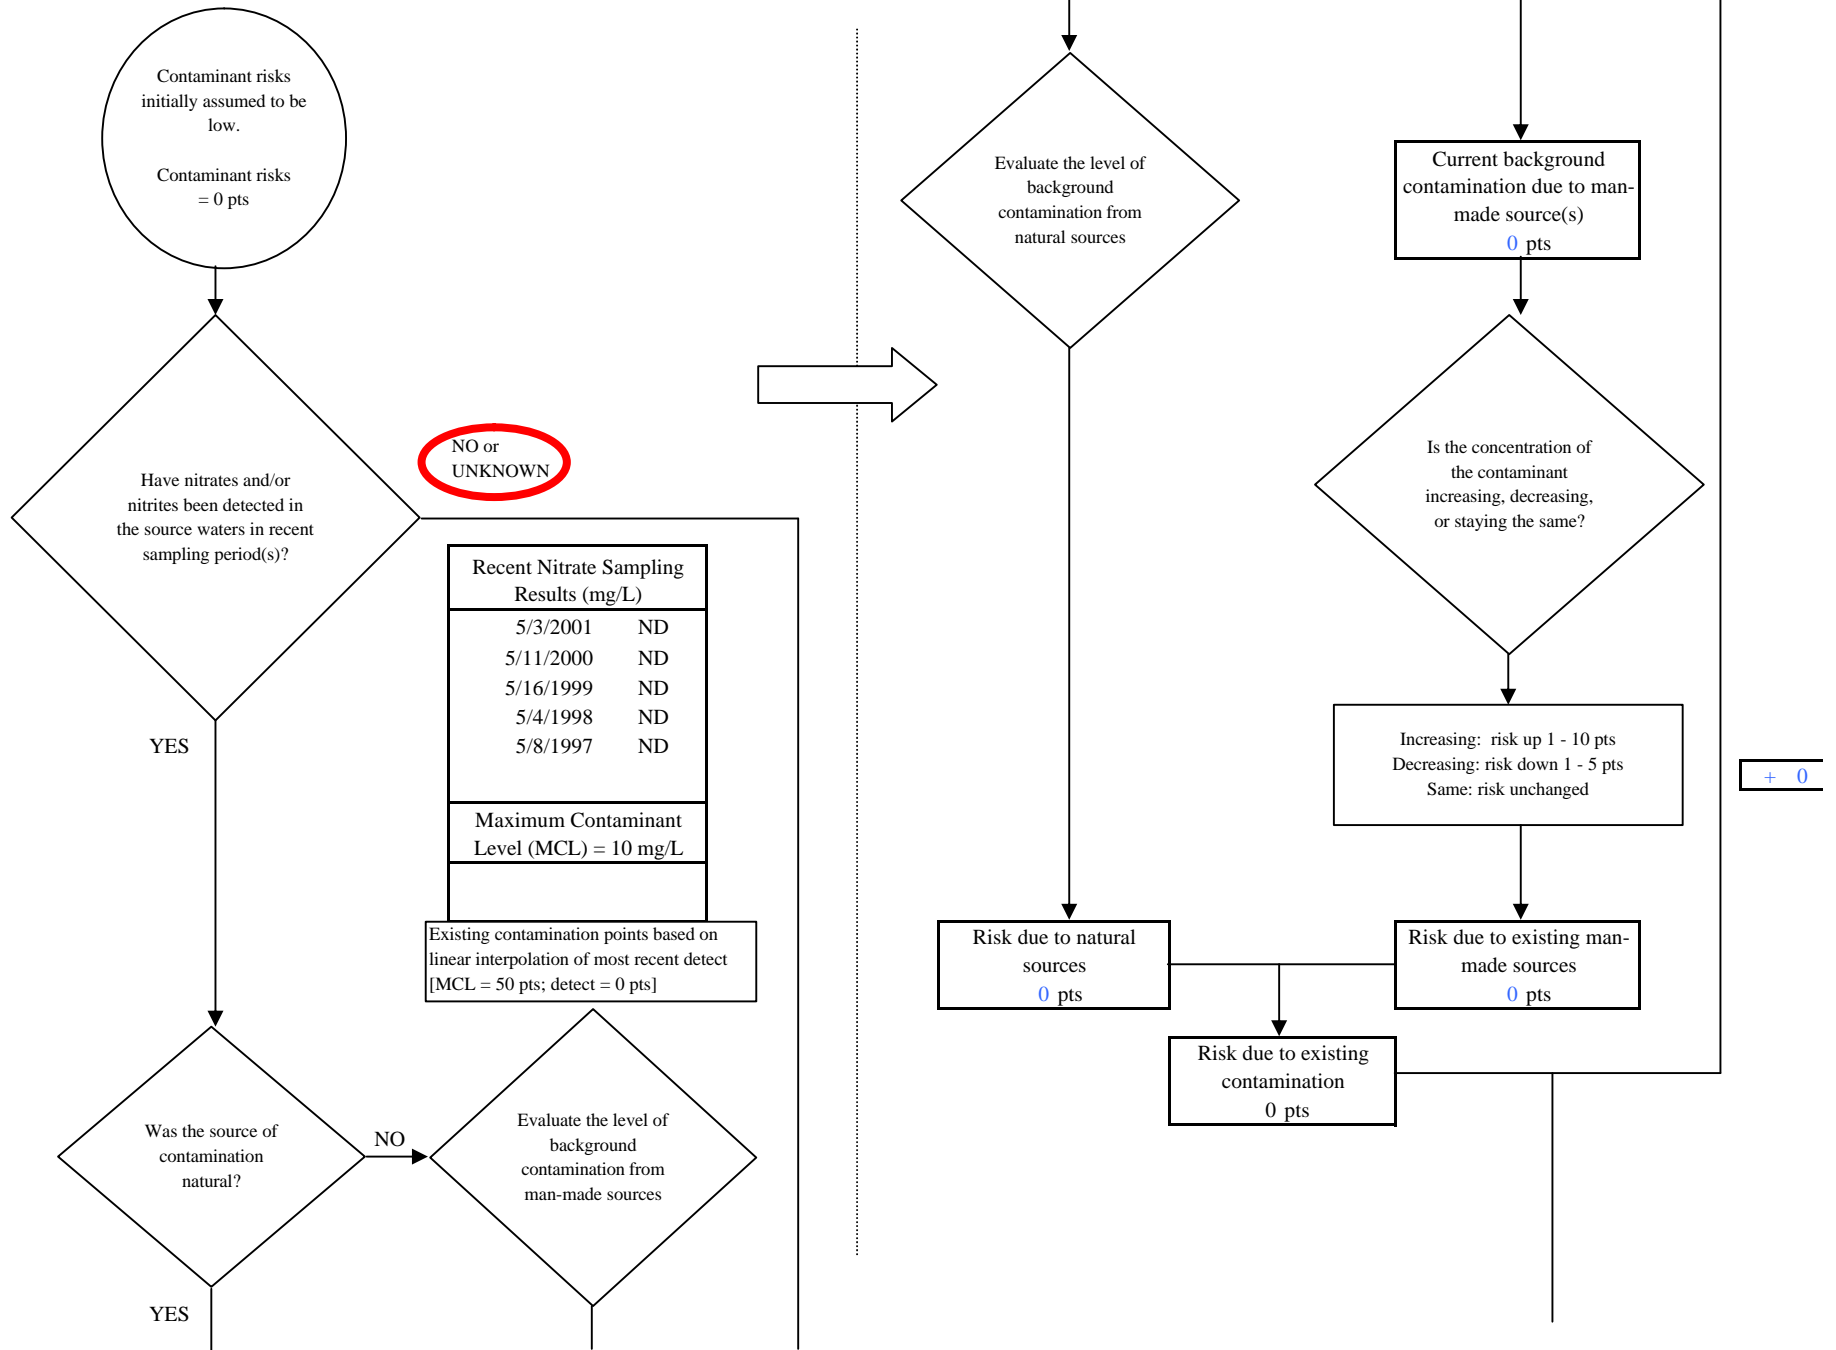 Contaminant risks
initially assumed to be
low.
Contaminant risks
= 0 pts
Have nitrates and/or
nitrites been detected in
the source waters in recent
sampling period(s)?
NO or
UNKNOWN
YES
Recent Nitrate Sampling
Results (mg/L)
5/3/2001 ND
5/11/2000 ND
5/16/1999 ND
5/4/1998 ND
5/8/1997 ND
Maximum Contaminant
Level (MCL) = 10 mg/L
Existing contamination points based on
linear interpolation of most recent detect
[MCL = 50 pts; detect = 0 pts]
Was the source of
contamination
natural?
NO
YES
Evaluate the level of
background
contamination from
man-made sources
Evaluate the level of
background
contamination from
natural sources
Current background
contamination due to man-
made source(s)
0 pts
Is the concentration of
the contaminant
increasing, decreasing,
or staying the same?
Increasing: risk up 1 - 10 pts
Decreasing: risk down 1 - 5 pts
Same: risk unchanged
+ 0
Risk due to natural
sources
0 pts
Risk due to existing man-
made sources
0 pts
Risk due to existing
contamination
0 pts